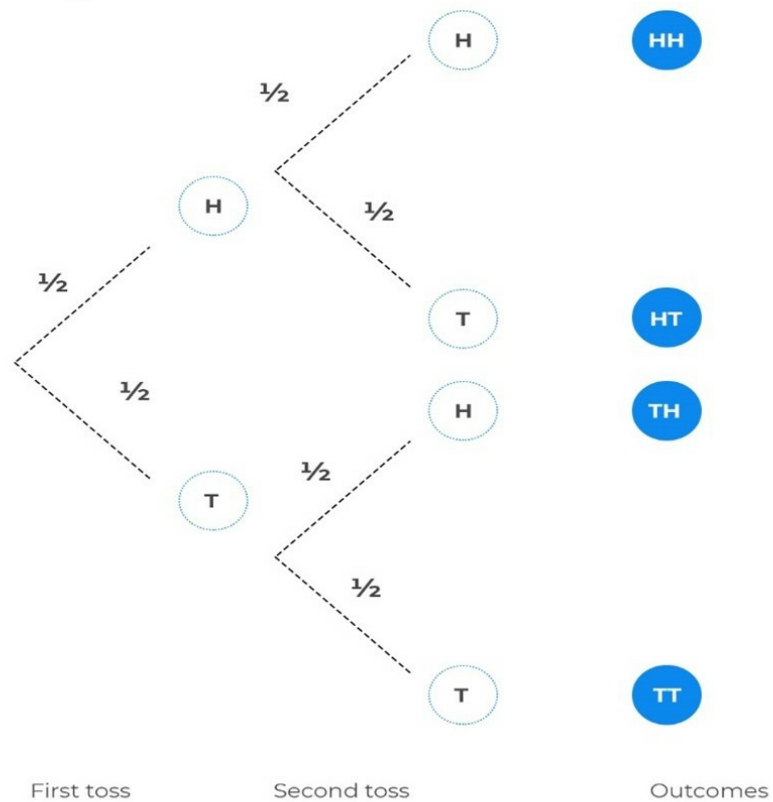 H HH
½
H ½
½
T HT
½
H TH
½
T
½
T TT
First toss Second toss Outcomes